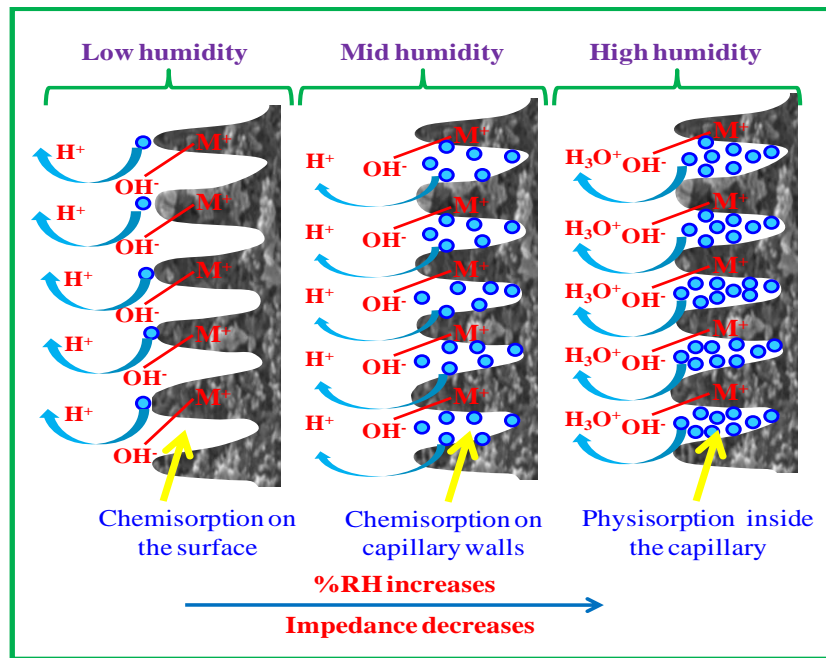 Low humidity
Mid humidity
High humidity
M⁺
H⁺
OH⁻
M⁺
H⁺
OH⁻
M⁺
H⁺
OH⁻
M⁺
H⁺
OH⁻
M⁺
H⁺
OH⁻
M⁺
H⁺
OH⁻
M⁺
H⁺
OH⁻
M⁺
H⁺
OH⁻
M⁺
H⁺
OH⁻
M⁺
H⁺
OH⁻
M⁺
H₃O⁺OH⁻
M⁺
H₃O⁺OH⁻
M⁺
H₃O⁺OH⁻
M⁺
H₃O⁺OH⁻
M⁺
H₃O⁺OH⁻
Chemisorption on
the surface
Chemisorption on
capillary walls
Physisorption inside
the capillary
%RH increases
Impedance decreases